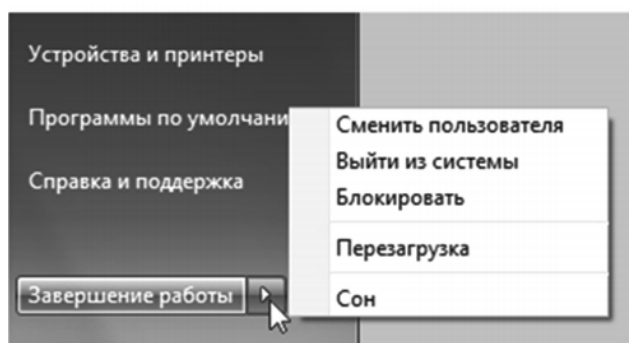 Устройства и принтеры
Программы по умолчани
Справка и поддержка
Завершение работы
Сменить пользователя
Выйти из системы
Блокировать
Перезагрузка
Сон